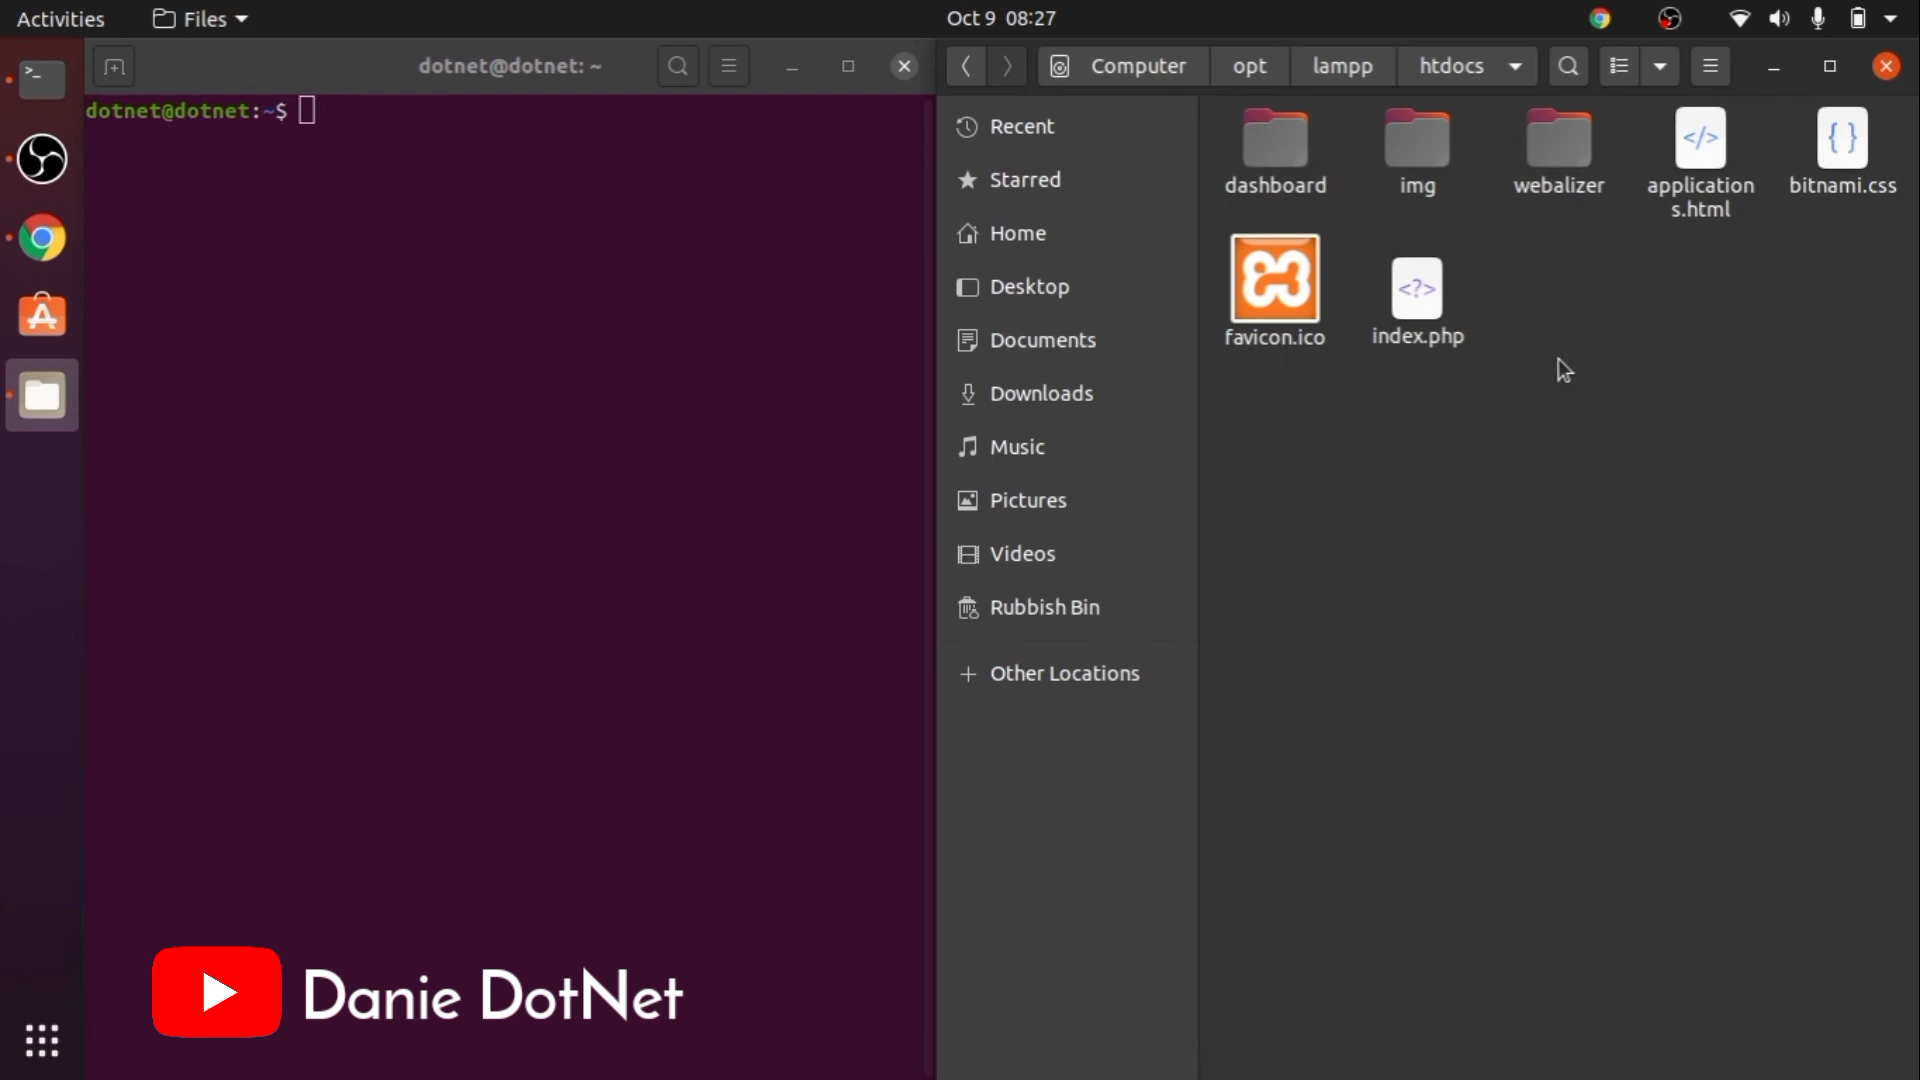 Activities
Files
Oct 9 08:27
dotnet@dotnet: ~
dotnet@dotnet:~$
Computer
opt
lampp
htdocs
Recent
Starred
Home
Desktop
Documents
Downloads
Music
Pictures
Videos
Rubbish Bin
Other Locations
dashboard
img
webalizer
application
s.html
bitnami.css
favicon.ico
index.php
Danie DotNet